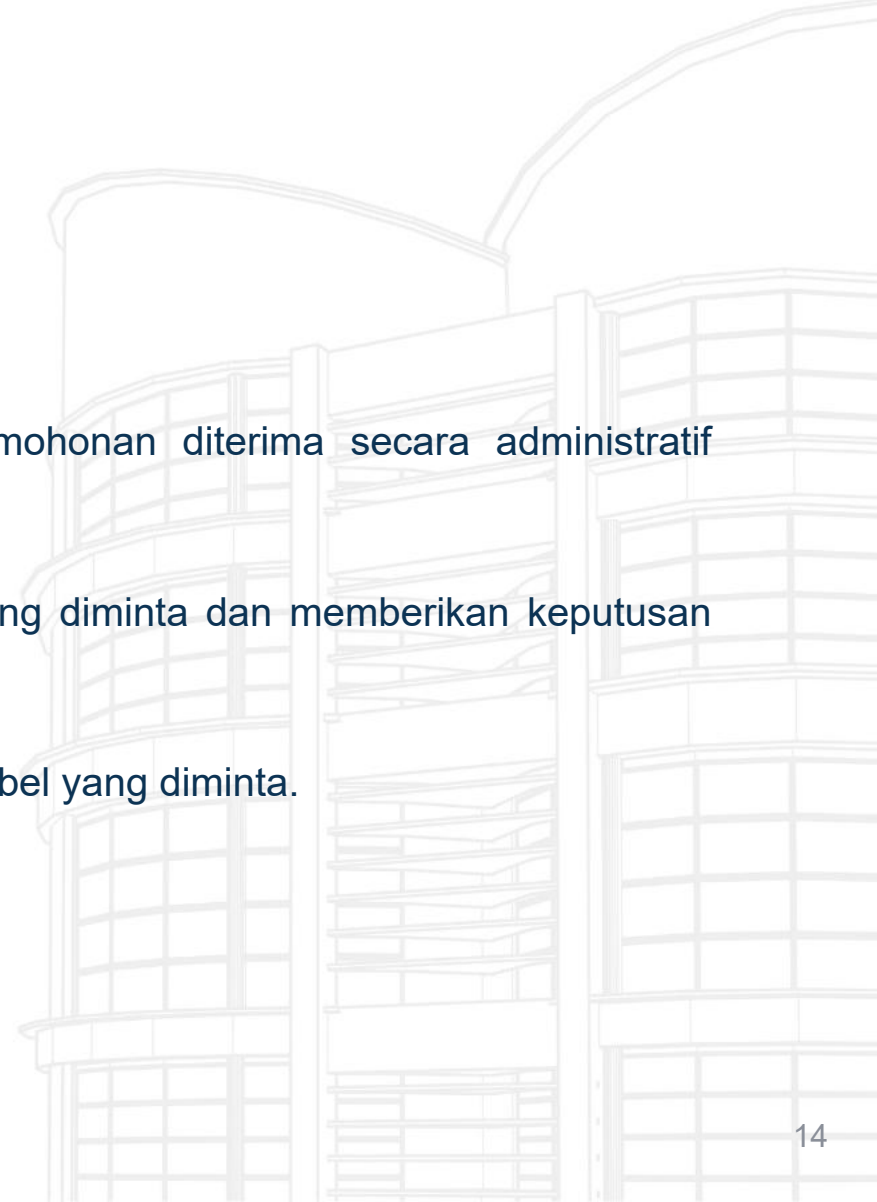 mohonan diterima secara administratif
ng diminta dan memberikan keputusan
bel yang diminta.
14